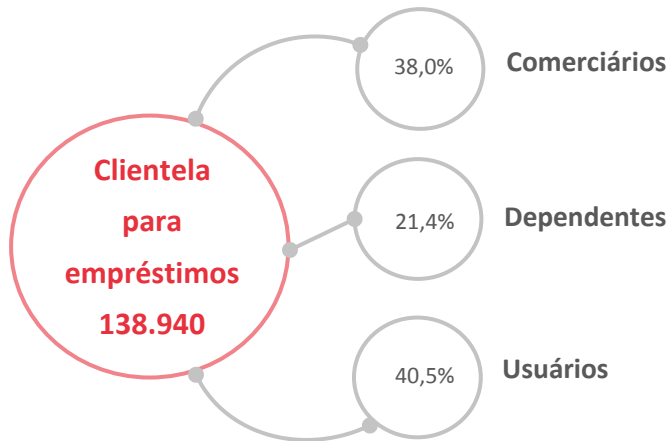 Clientela
para
empréstimos
138.940
38,0%
Comerciários
21,4%
Dependentes
40,5%
Usuários